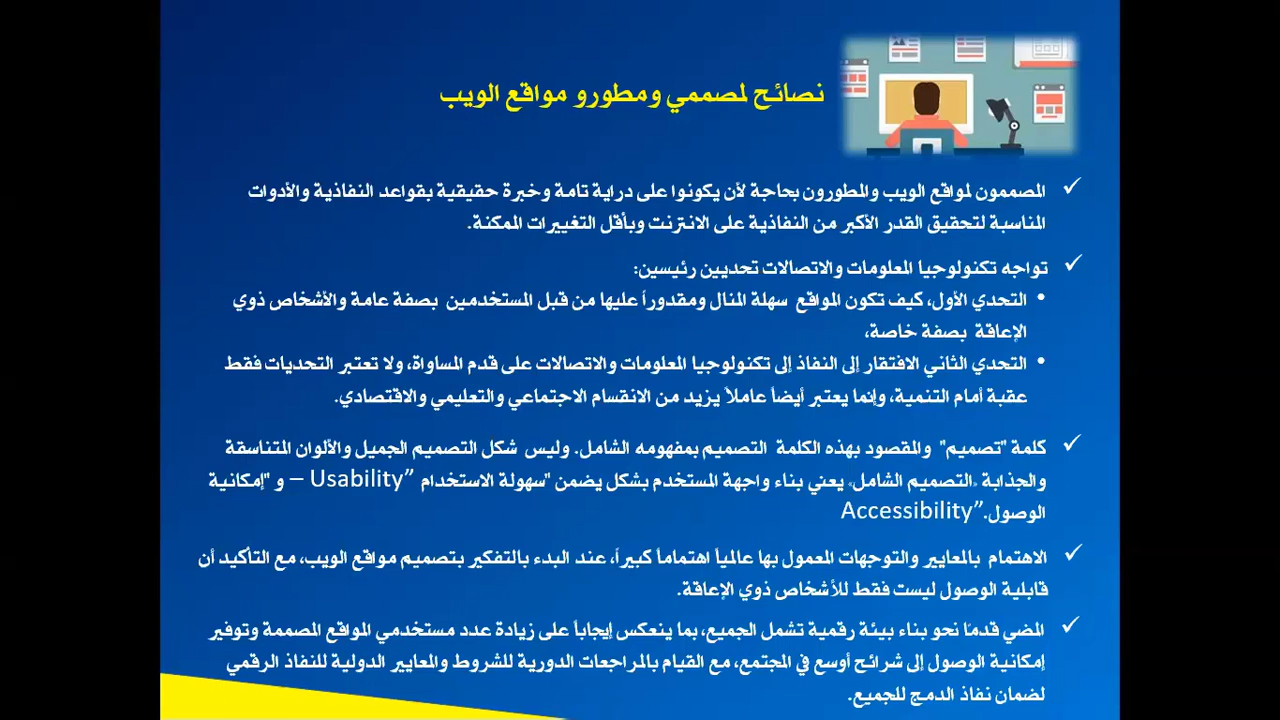 نصائح لمصممي ومطورو مواقع الويب
✓ المصممون لمواقع الويب والمطورون بحاجة لأن يكونوا على دراية تامة وخبرة حقيقية بقواعد النفاذية والأدوات
المناسبة لتحقيق القدر الأكبر من النفاذية على الانترنت وبأقل التغييرات الممكنة.
✓ تواجه تكنولوجيا المعلومات والاتصالات تحديين رئيسين:
• التحدي الأول، كيف تكون المواقع سهلة المنال ومقدوراً عليها من قبل المستخدمين بصفة عامة والأشخاص ذوي
الإعاقة بصفة خاصة،
• التحدي الثاني الافتقار إلى النفاذ إلى تكنولوجيا المعلومات والاتصالات على قدم المساواة، ولا تعتبر التحديات فقط
عقبة أمام التنمية، وإنما يعتبر أيضاً عاملاً يزيد من الانقسام الاجتماعي والتعليمي والاقتصادي.
✓ كلمة "تصميم" والمقصود بهذه الكلمة التصميم بمفهومه الشامل. وليس شكل التصميم الجميل والألوان المتناسقة
والجذابة «التصميم الشامل» يعني بناء واجهة المستخدم بشكل يضمن "سهولة الاستخدام Usability” – و "إمكانية
الوصول.”Accessibility
✓ الاهتمام بالمعايير والتوجهات المعمول بها عالمياً اهتماماً كبيراً، عند البدء بالتفكير بتصميم مواقع الويب، مع التأكيد أن
قابلية الوصول ليست فقط للأشخاص ذوي الإعاقة.
✓ المضي قدمًا نحو بناء بيئة رقمية تشمل الجميع، بما ينعكس إيجاباً على زيادة عدد مستخدمي المواقع المصممة وتوفير
إمكانية الوصول إلى شرائح أوسع في المجتمع، مع القيام بالمراجعات الدورية للشروط والمعايير الدولية للنفاذ الرقمي
لضمان نفاذ الدمج للجميع.